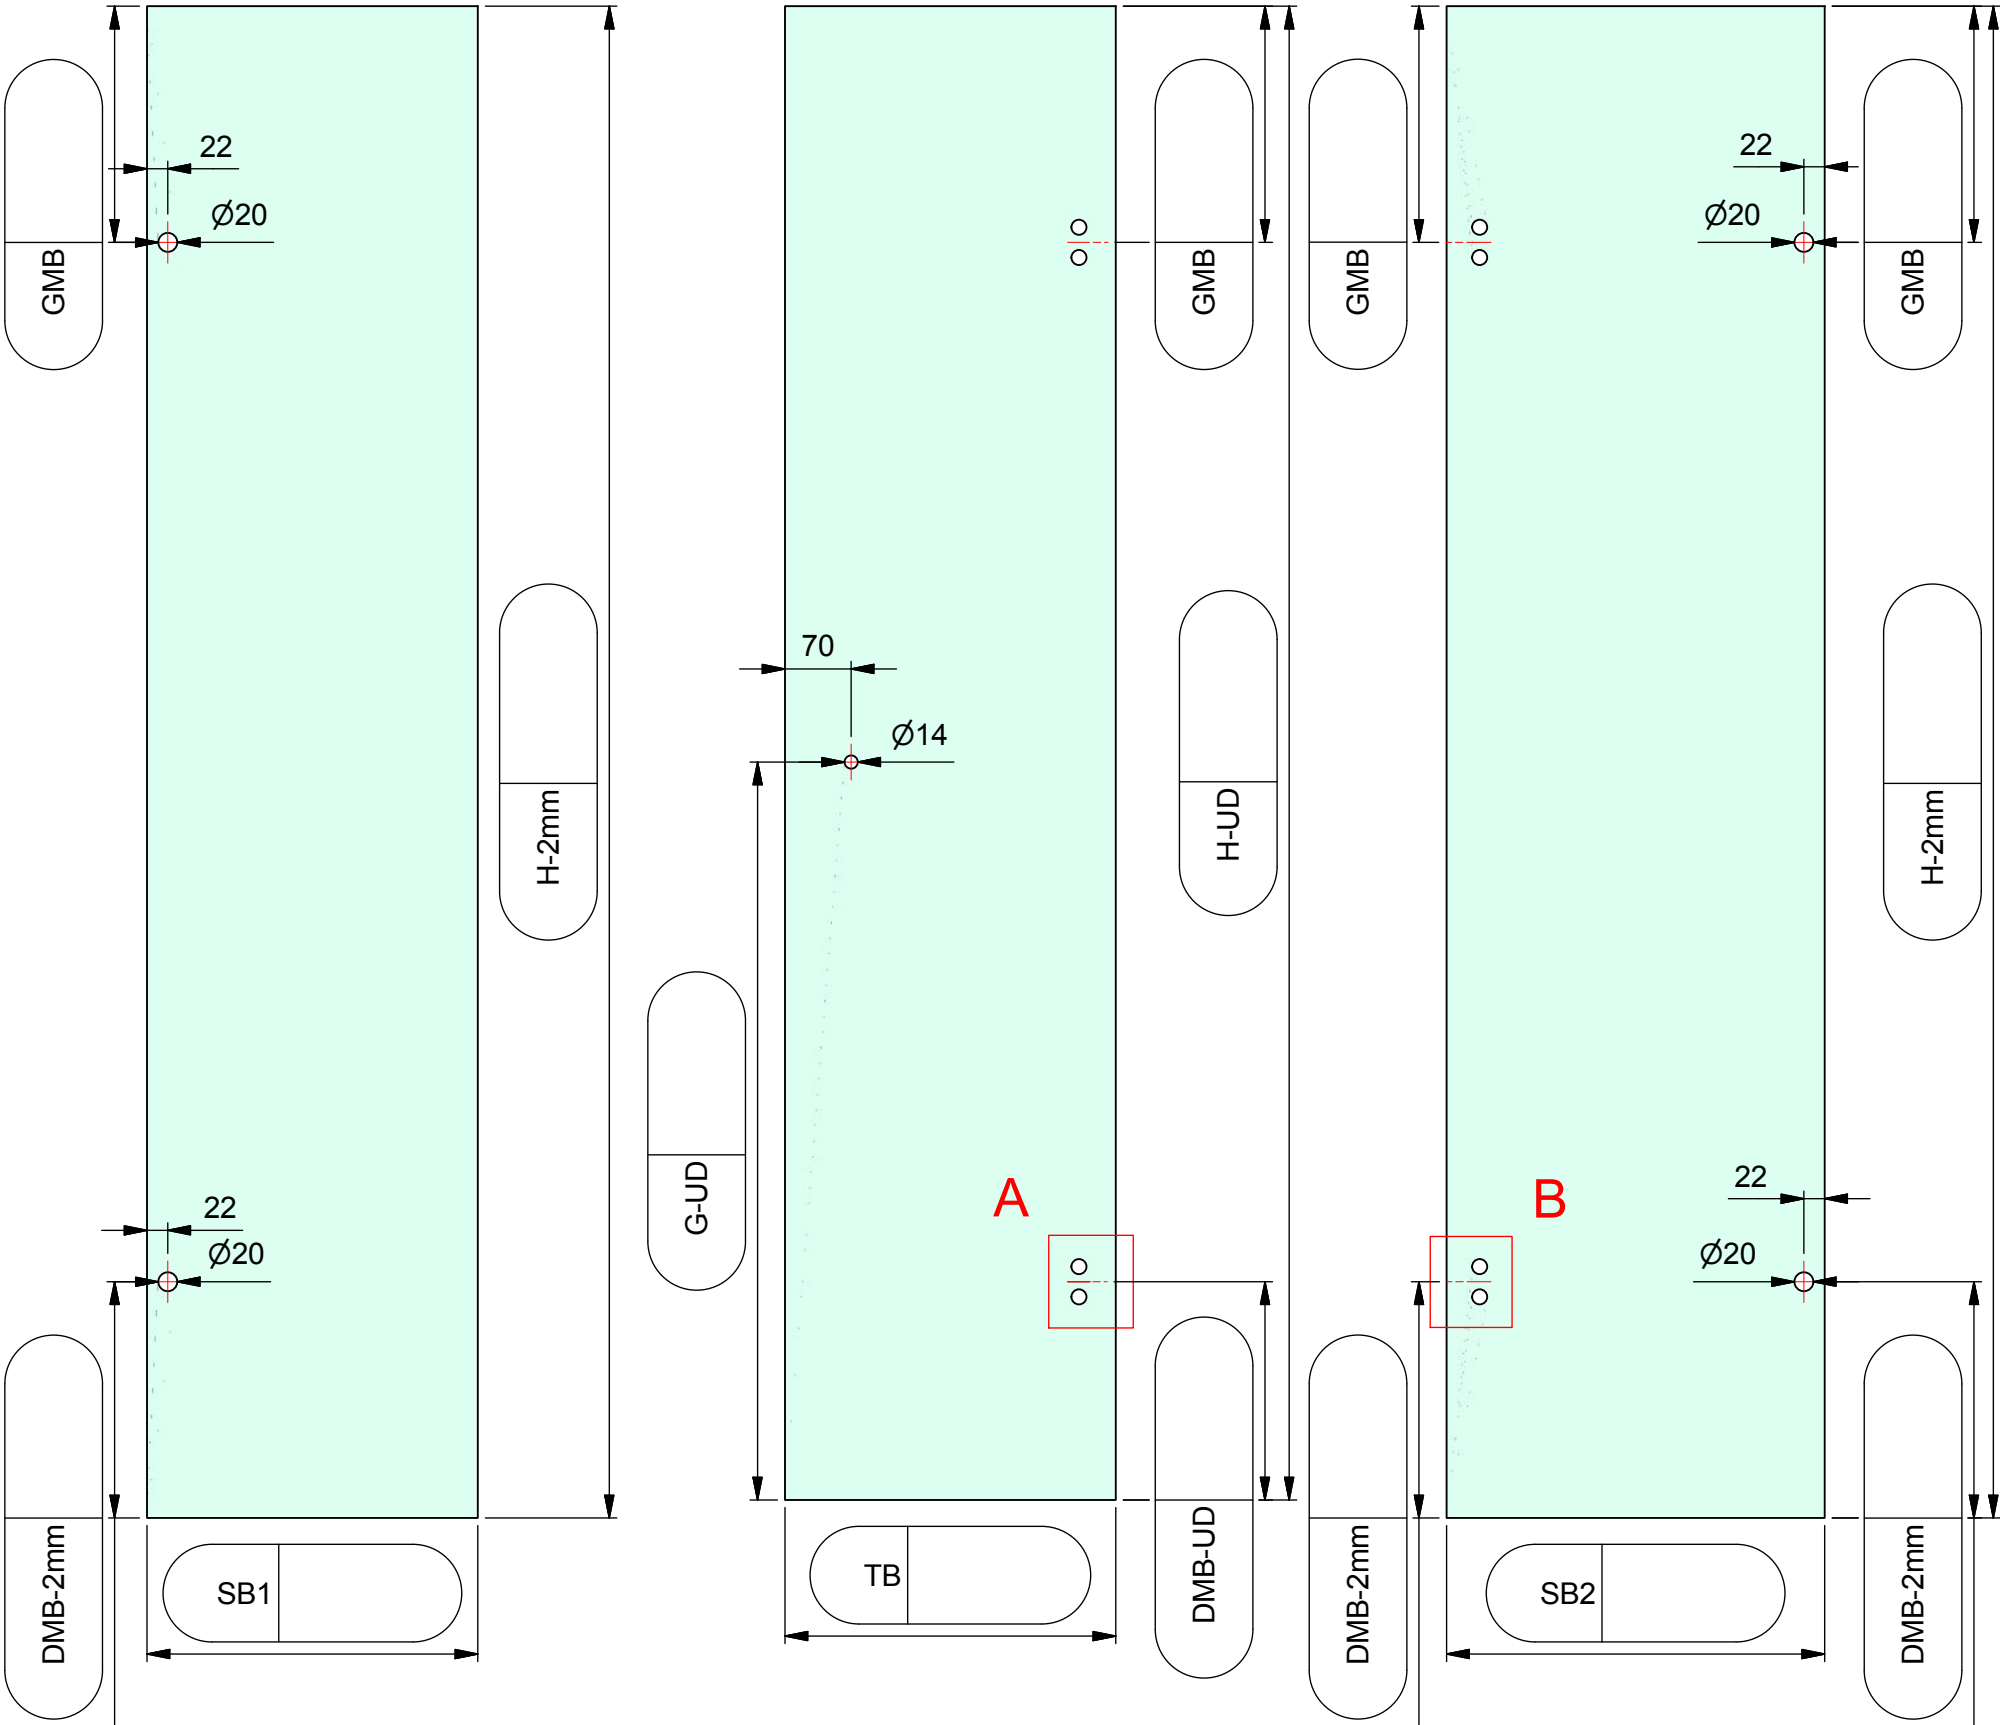 22
Ø20
GMB
H-2mm
22
Ø20
DMB-2mm
SB1
GMB
70
Ø14
H-UD
G-UD
A
DMB-UD
TB
GMB
22
Ø20
GMB
H-2mm
B
22
Ø20
DMB-2mm
SB2
DMB-2mm